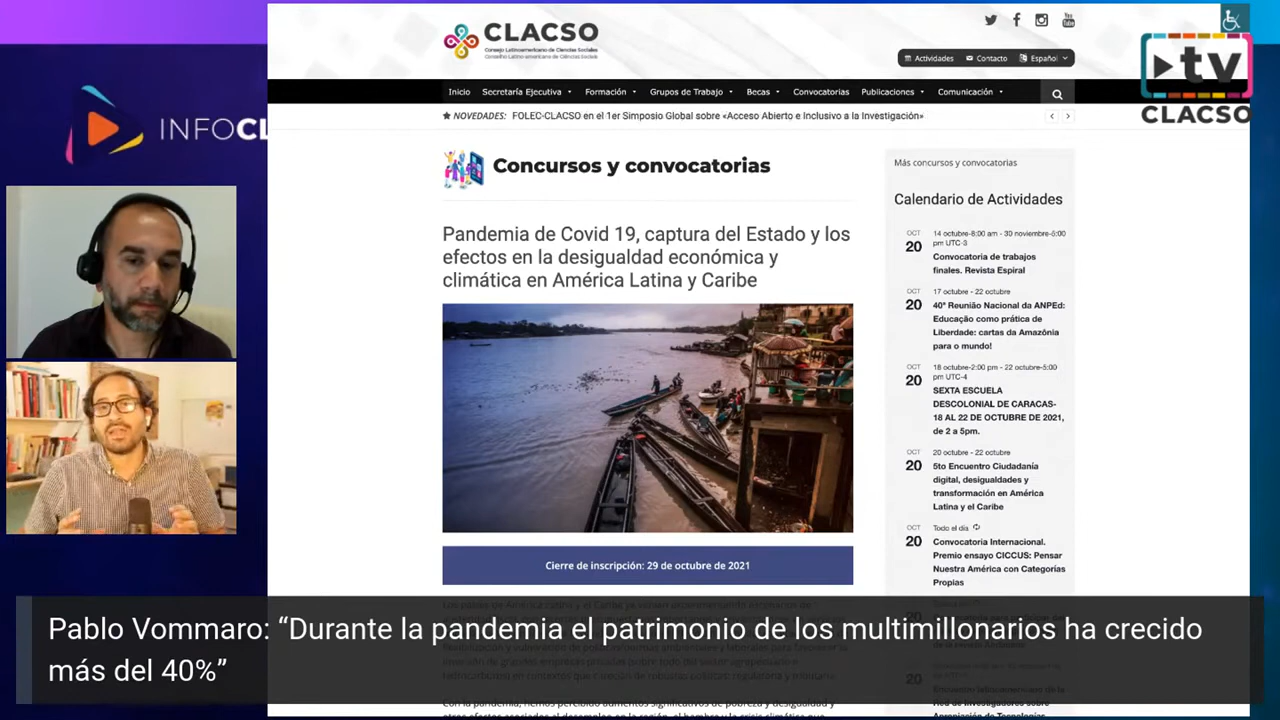 CLACSO
Consejo Latinoamericano de Ciencias Sociales
Conselho Latino-americano de Ciências Sociais
Actividades
Contacto
Español
tv
CLACSO
INFOCL
Inicio
Secretaría Ejecutiva
Formación
Grupos de Trabajo
Becas
Convocatorias
Publicaciones
Comunicación
NOVEDADES: FOLEC-CLACSO en el 1er Simposio Global sobre «Acceso Abierto e Inclusivo a la Investigación»
Concursos y convocatorias
Pandemia de Covid 19, captura del Estado y los
efectos en la desigualdad económica y
climática en América Latina y Caribe
Cierre de inscripción: 29 de octubre de 2021
Más concursos y convocatorias
Calendario de Actividades
OCT
20
14 octubre-8:00 am - 30 noviembre-5:00
pm UTC-3
Convocatoria de trabajos
finales. Revista Espiral
OCT
20
17 octubre - 22 octubre
40ª Reunião Nacional da ANPEd:
Educação como prática de
Liberdade: cartas da Amazônia
para o mundo!
OCT
20
18 octubre-2:00 pm - 22 octubre-5:00
pm UTC-4
SEXTA ESCUELA
DESCOLONIAL DE CARACAS-
18 AL 22 DE OCTUBRE DE 2021,
de 2 a 5pm.
OCT
20
20 octubre - 22 octubre
5to Encuentro Ciudadanía
digital, desigualdades y
transformación en América
Latina y el Caribe
OCT
20
Todo el día
Convocatoria Internacional.
Premio ensayo CICCUS: Pensar
Nuestra América con Categorías
Propias
Pablo Vommaro: “Durante la pandemia el patrimonio de los multimillonarios ha crecido
más del 40%”